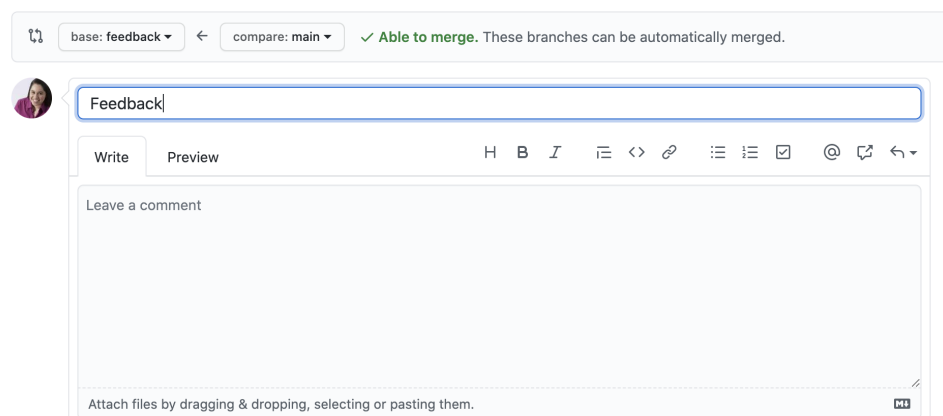 base: feedback compare: main Able to merge. These branches can be automatically merged.
Feedback
Write Preview H B I @
Leave a comment
Attach files by dragging & dropping, selecting or pasting them. M